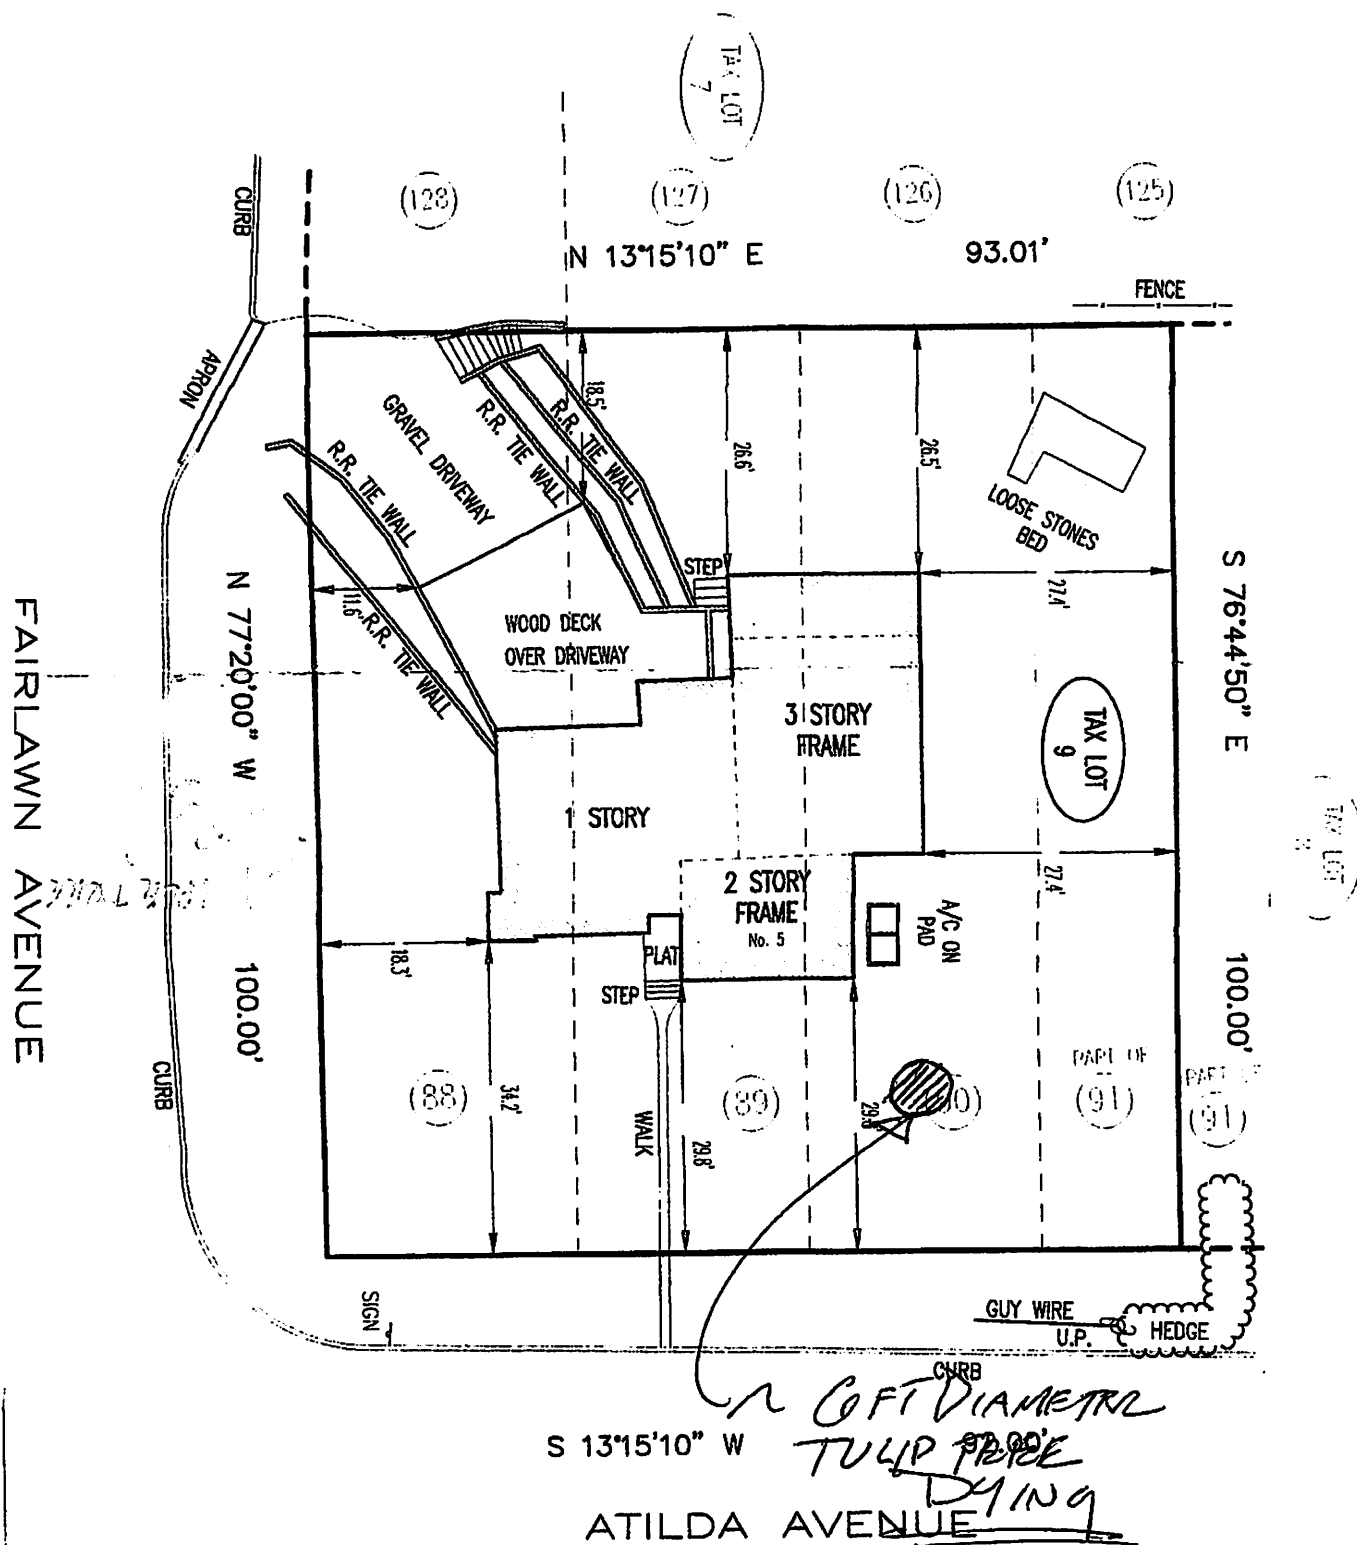 TAX LOT
7
(128)
(127)
(126)
(125)
CURB
N 13°15'10" E
93.01'
FENCE
APRON
GRAVEL DRIVEWAY
R.R. TIE WALL
R.R. TIE WALL
R.R. TIE WALL
R.R. TIE WALL
18.5'
26.6'
26.5'
LOOSE STONES
BED
STEP
27.4'
11.6'
WOOD DECK
OVER DRIVEWAY
N 77°20'00" W
100.00'
FAIRLAWN AVENUE
S 76°44'50" E
100.00'
TAX LOT
9
TAX LOT
3 STORY
FRAME
1 STORY
2 STORY
FRAME
No. 5
27.4'
A/C ON
PAD
PLAT
STEP
18.3'
34.2'
CURB
(88)
WALK
29.8'
(89)
PART OF
(91)
PART OF
(91)
SIGN
GUY WIRE
U.P.
HEDGE
CURB
6 FT DIAMETER
S 13°15'10" W
TULIP TREE
DYING
ATILDA AVENUE